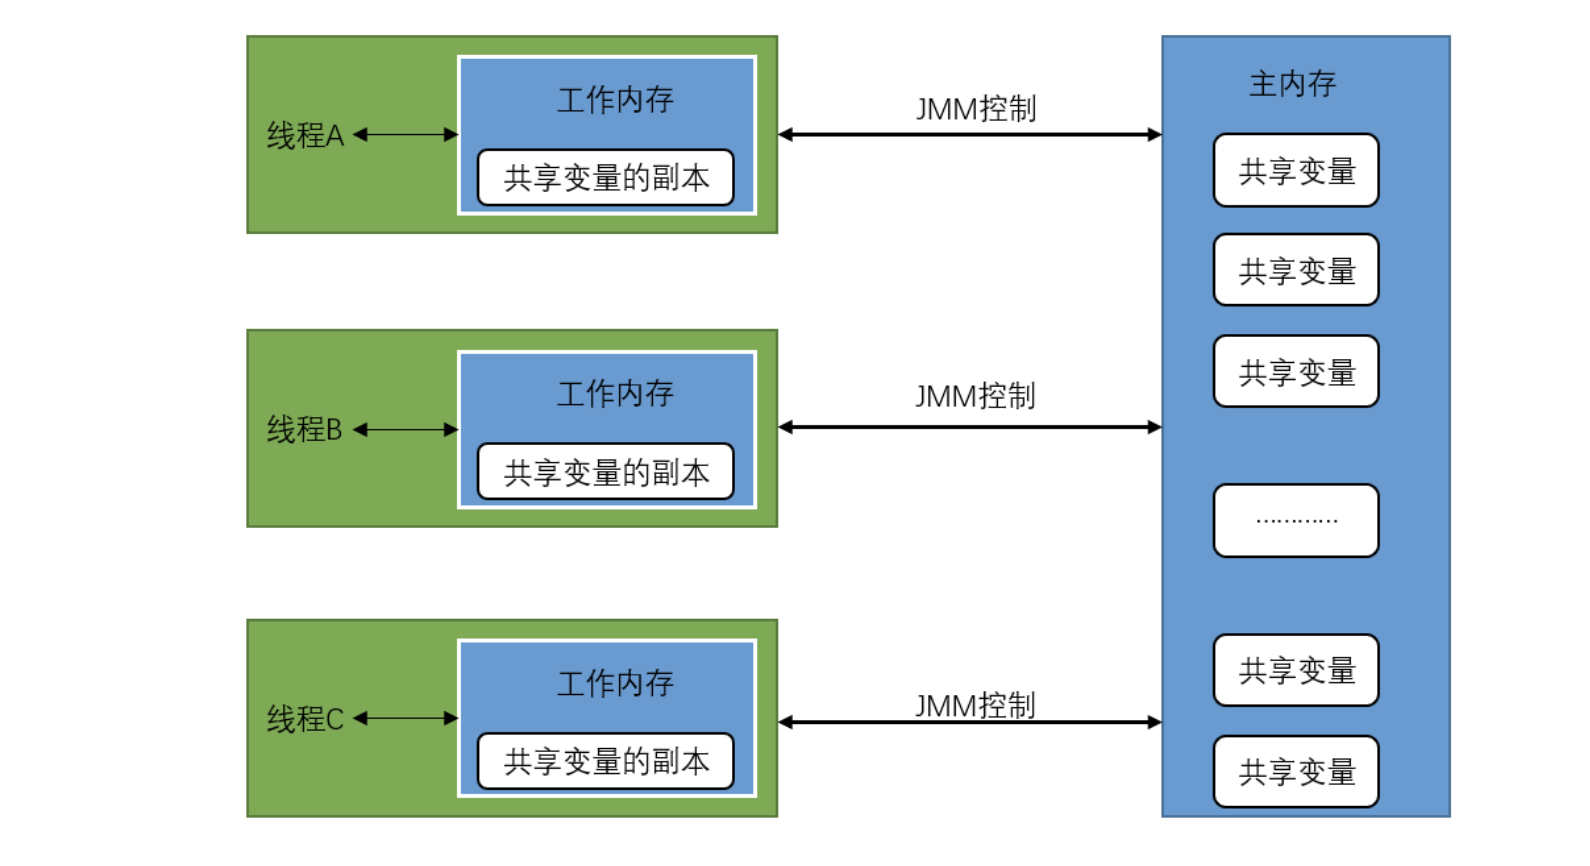 线程A
工作内存
共享变量的副本
JMM控制
线程B
工作内存
共享变量的副本
JMM控制
线程C
工作内存
共享变量的副本
JMM控制
主内存
共享变量
共享变量
共享变量
…………
共享变量
共享变量